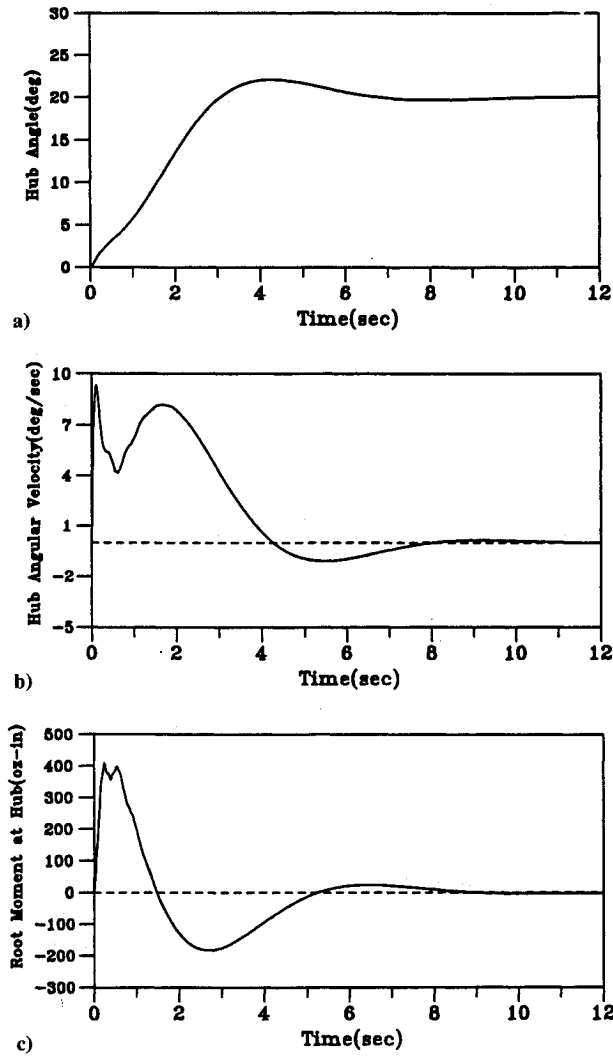 30
25
20
15
10
5
0
Hub Angle(deg)
0 2 4 6 8 10 12
Time(sec)
a)
10
7
4
1
-2
-5
Hub Angular Velocity(deg/sec)
0 2 4 6 8 10 12
Time(sec)
b)
500
400
300
200
100
0
-100
-200
-300
Root Moment at Hub(oz-in)
0 2 4 6 8 10 12
Time(sec)
c)